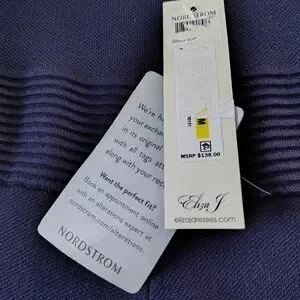 NORDSTROM
M
MSRP $138.00
Eliza J
elizajdresses.com
We're h
your exchan
in its original
with all tags att
along with your rece
Want the perfect fit?
Book an appointment online
with an alterations expert at
nordstrom.com/alterations.
NORDSTROM